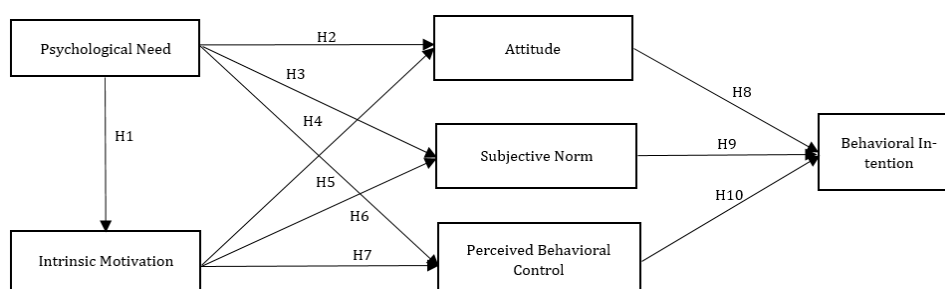 H2
Psychological Need
Attitude
H3
H8
H4
H1
Subjective Norm
H9
Behavioral In-
tention
H5
H6
H10
Intrinsic Motivation
H7
Perceived Behavioral
Control